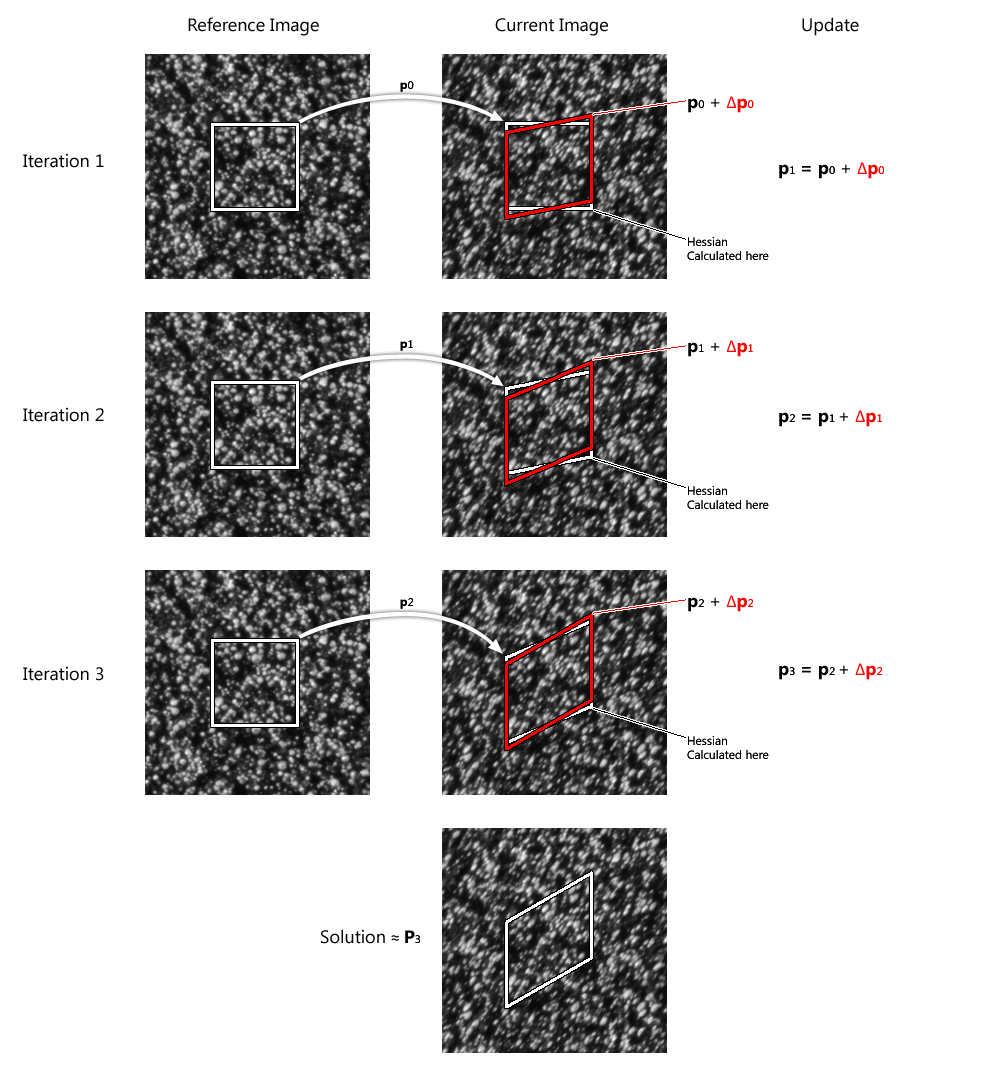 Reference Image
Current Image
Update
Iteration 1
p0
p0 + Δp0
p1 = p0 + Δp0
Hessian
Calculated here
Iteration 2
p1
p1 + Δp1
p2 = p1 + Δp1
Hessian
Calculated here
Iteration 3
p2
p2 + Δp2
p3 = p2 + Δp2
Hessian
Calculated here
Solution ≈ P3